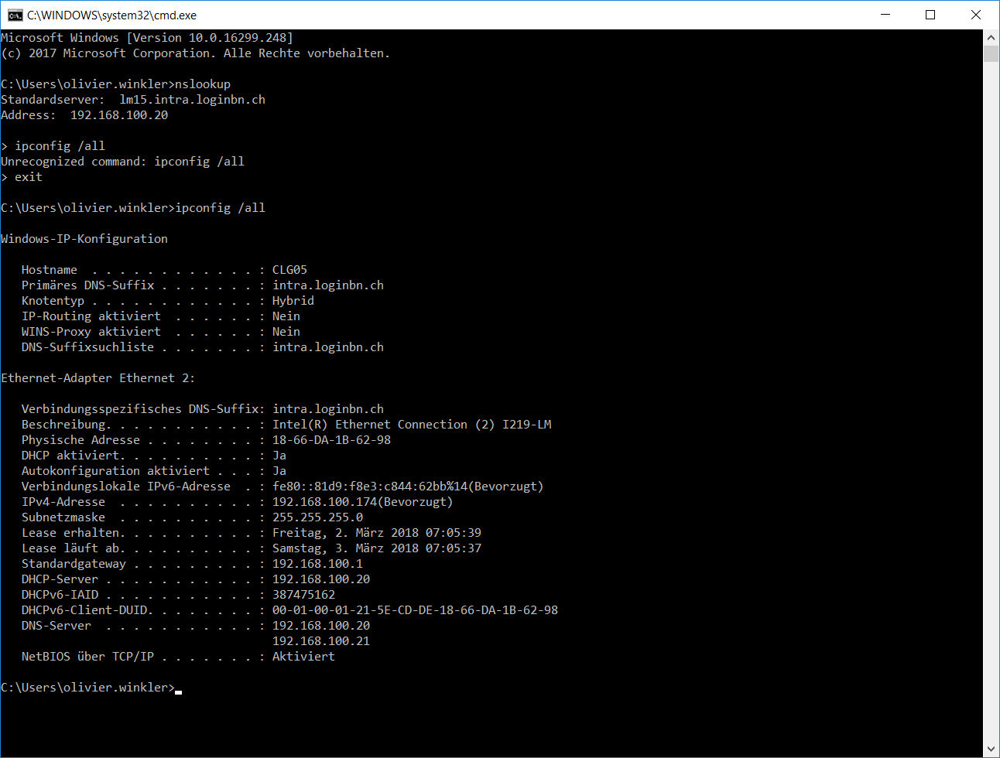 C:\WINDOWS\system32\cmd.exe
Microsoft Windows [Version 10.0.16299.248]
(c) 2017 Microsoft Corporation. Alle Rechte vorbehalten.
C:\Users\olivier.winkler>nslookup
Standardserver:  lm15.intra.loginbn.ch
Address:  192.168.100.20
> ipconfig /all
Unrecognized command: ipconfig /all
> exit
C:\Users\olivier.winkler>ipconfig /all
Windows-IP-Konfiguration
   Hostname  . . . . . . . . . . . . : CLG05
   Primäres DNS-Suffix . . . . . . . : intra.loginbn.ch
   Knotentyp . . . . . . . . . . . . : Hybrid
   IP-Routing aktiviert  . . . . . . : Nein
   WINS-Proxy aktiviert  . . . . . . : Nein
   DNS-Suffixsuchliste . . . . . . . : intra.loginbn.ch
Ethernet-Adapter Ethernet 2:
   Verbindungsspezifisches DNS-Suffix: intra.loginbn.ch
   Beschreibung. . . . . . . . . . . : Intel(R) Ethernet Connection (2) I219-LM
   Physische Adresse . . . . . . . . : 18-66-DA-1B-62-98
   DHCP aktiviert. . . . . . . . . . : Ja
   Autokonfiguration aktiviert . . . : Ja
   Verbindungslokale IPv6-Adresse  . : fe80::81d9:f8e3:c844:62bb%14(Bevorzugt)
   IPv4-Adresse  . . . . . . . . . . : 192.168.100.174(Bevorzugt)
   Subnetzmaske  . . . . . . . . . . : 255.255.255.0
   Lease erhalten. . . . . . . . . . : Freitag, 2. März 2018 07:05:39
   Lease läuft ab. . . . . . . . . . : Samstag, 3. März 2018 07:05:37
   Standardgateway . . . . . . . . . : 192.168.100.1
   DHCP-Server . . . . . . . . . . . : 192.168.100.20
   DHCPv6-IAID . . . . . . . . . . . : 387475162
   DHCPv6-Client-DUID. . . . . . . . : 00-01-00-01-21-5E-CD-DE-18-66-DA-1B-62-98
   DNS-Server  . . . . . . . . . . . : 192.168.100.20
                                       192.168.100.21
   NetBIOS über TCP/IP . . . . . . . : Aktiviert
C:\Users\olivier.winkler>